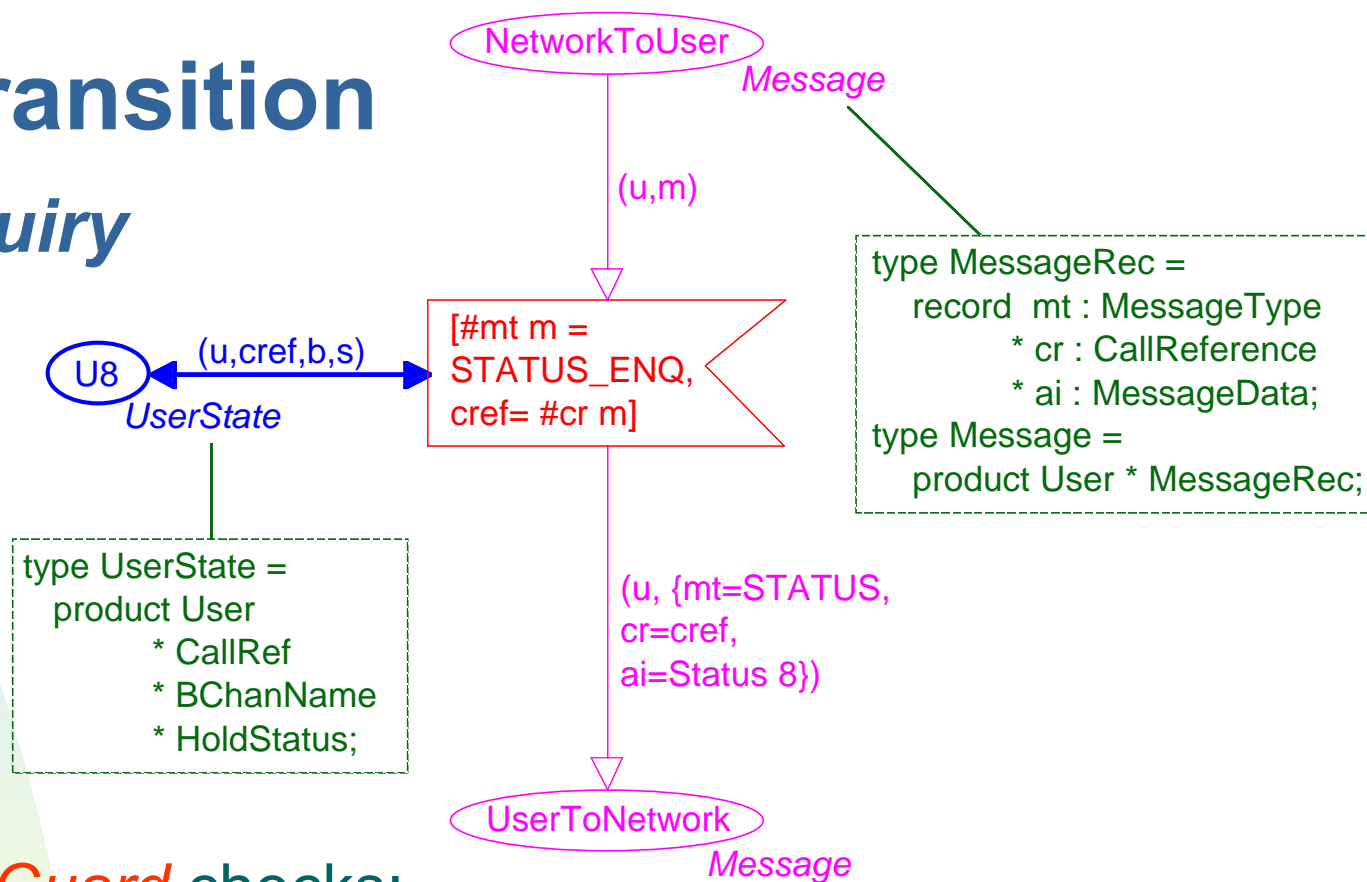 NetworkToUser
Message
ransition
(u,m)
uiry
type MessageRec =
record mt : MessageType
* cr : CallReference
* ai : MessageData;
type Message =
product User * MessageRec;
[#mt m =
STATUS_ENQ,
cref= #cr m]
(u,cref,b,s)
U8
UserState
type UserState =
product User
* CallRef
* BChanName
* HoldStatus;
(u, {mt=STATUS,
cr=cref,
ai=Status 8})
UserToNetwork
Message
Guard checks: